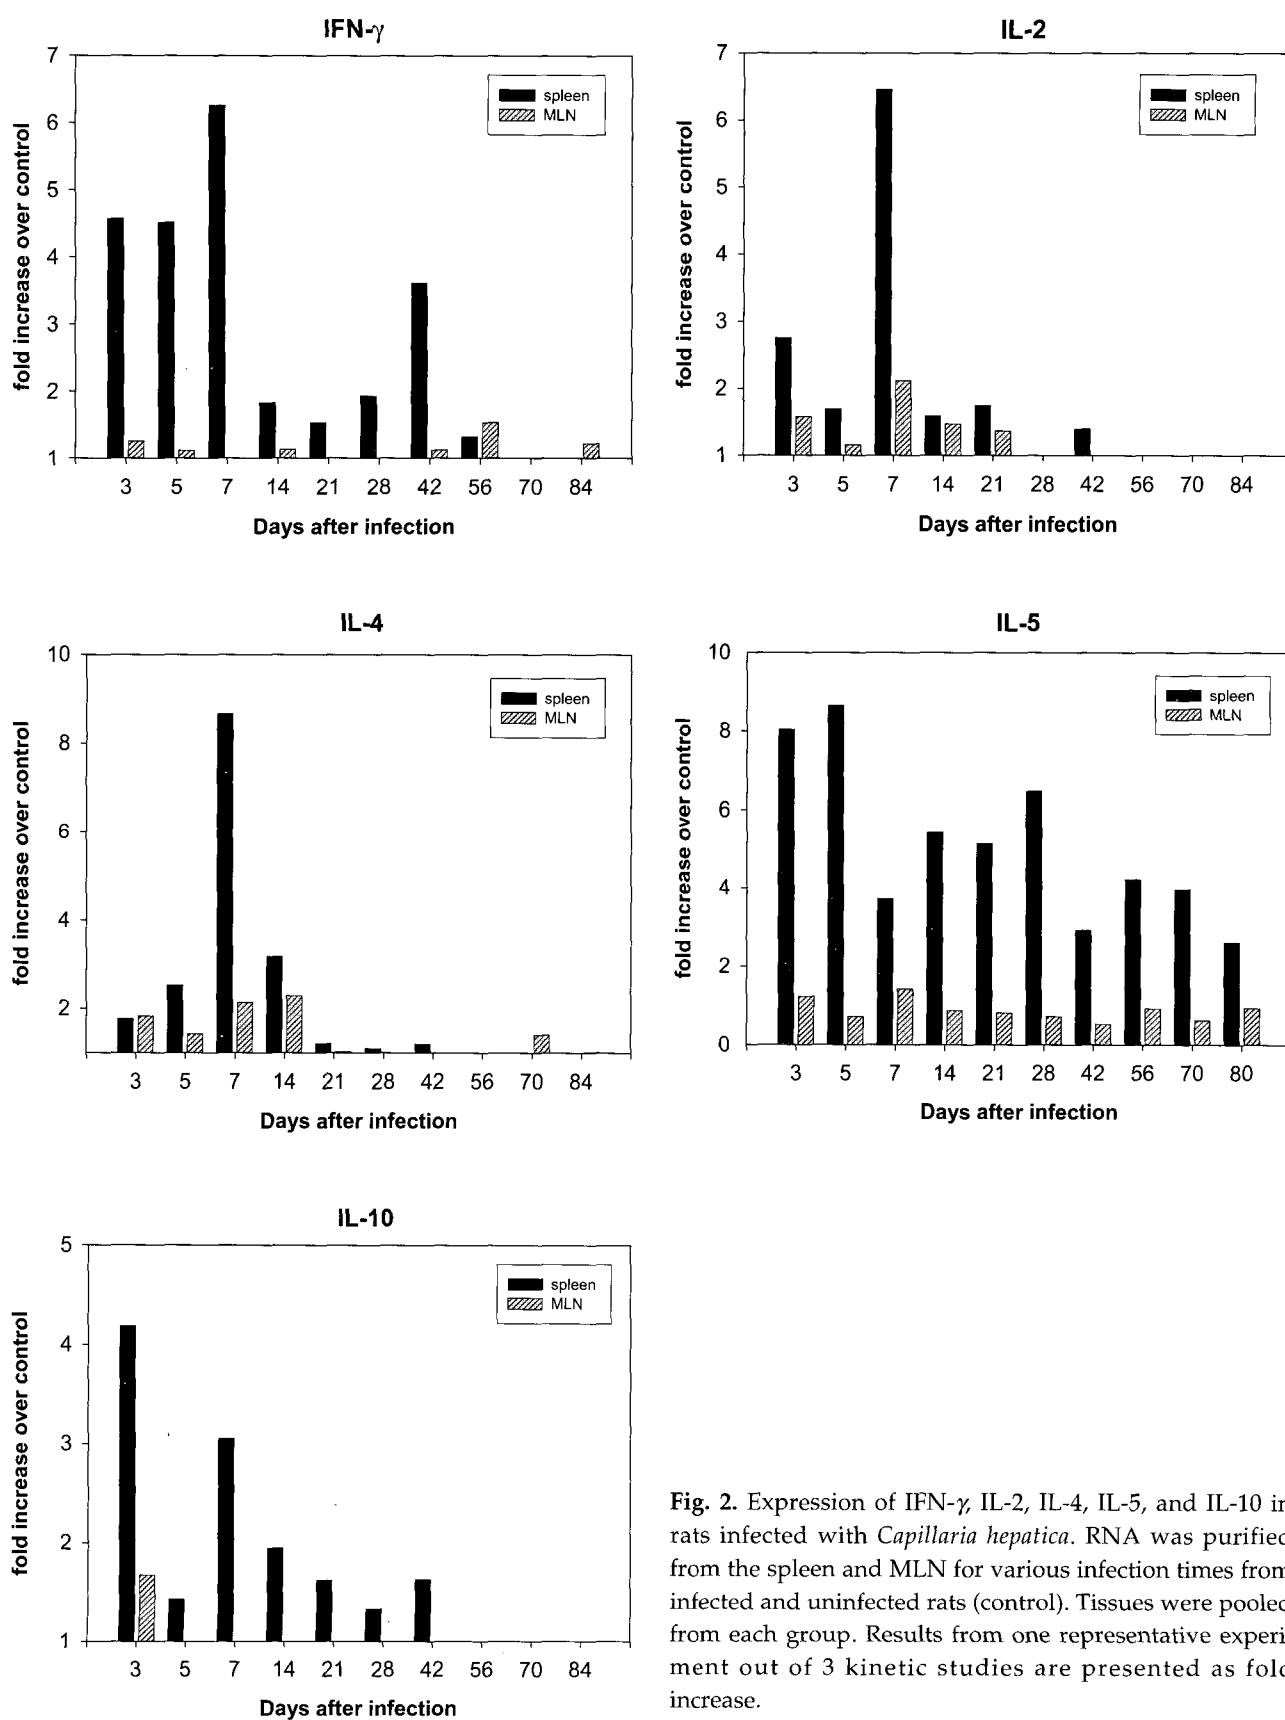 IFN-γ
7
6
5
4
3
2
1
fold increase over control
spleen
MLN
3 5 7 14 21 28 42 56 70 84
Days after infection
IL-2
7
6
5
4
3
2
1
fold increase over control
spleen
MLN
3 5 7 14 21 28 42 56 70 84
Days after infection
IL-4
10
8
6
4
2
fold increase over control
spleen
MLN
3 5 7 14 21 28 42 56 70 84
Days after infection
IL-5
10
8
6
4
2
0
fold increase over control
spleen
MLN
3 5 7 14 21 28 42 56 70 80
Days after infection
IL-10
5
4
3
2
1
fold increase over control
spleen
MLN
3 5 7 14 21 28 42 56 70 84
Days after infection
Fig. 2. Expression of IFN-γ, IL-2, IL-4, IL-5, and IL-10 in
rats infected with Capillaria hepatica. RNA was purified
from the spleen and MLN for various infection times from
infected and uninfected rats (control). Tissues were pooled
from each group. Results from one representative experi
ment out of 3 kinetic studies are presented as fold
increase.